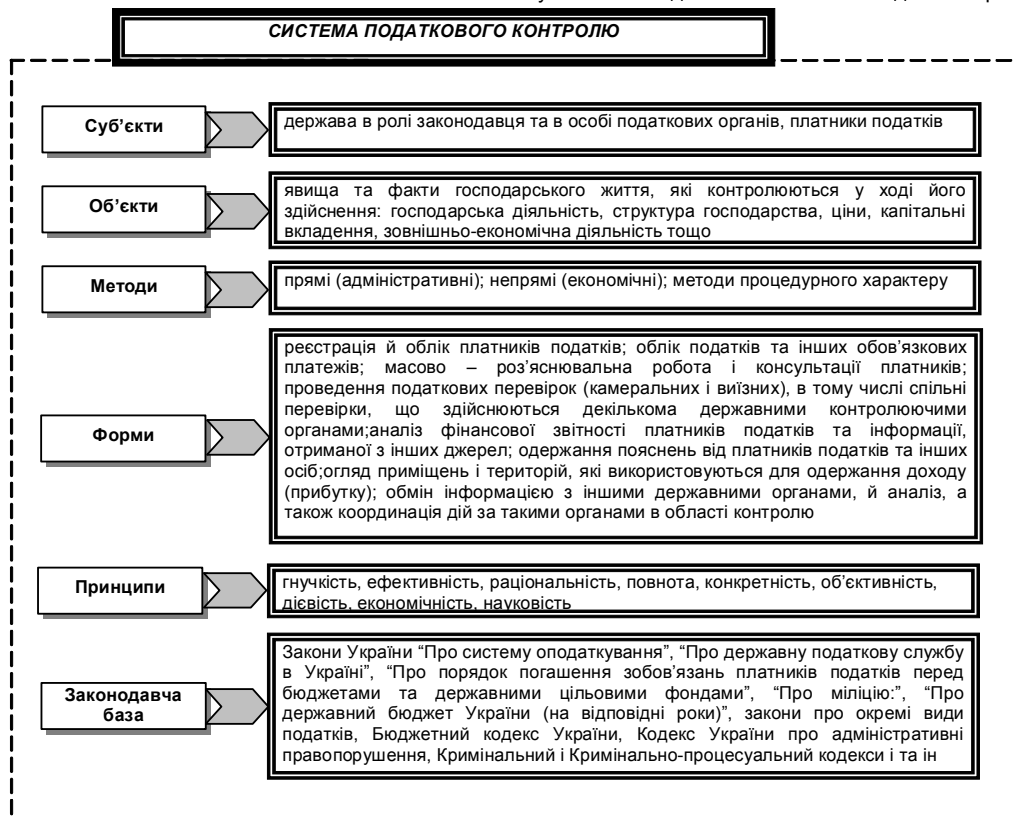 СИСТЕМА ПОДАТКОВОГО КОНТРОЛЮ
Суб’єкти
держава в ролі законодавця та в особі податкових органів, платники податків
Об’єкти
явища та факти господарського життя, які контролюються у ході його
здійснення: господарська діяльність, структура господарства, ціни, капітальні
вкладення, зовнішньо-економічна діяльність тощо
Методи
прямі (адміністративні); непрямі (економічні); методи процедурного характеру
Форми
реєстрація й облік платників податків; облік податків та інших обов’язкових
платежів; масово – роз’яснювальна робота і консультації платників;
проведення податкових перевірок (камеральних і виїзних), в тому числі спільні
перевірки, що здійснюються декількома державними контролюючими
органами;аналіз фінансової звітності платників податків та інформації,
отриманої з інших джерел; одержання пояснень від платників податків та інших
осіб;огляд приміщень і територій, які використовуються для одержання доходу
(прибутку); обмін інформацією з іншими державними органами, й аналіз, а
також координація дій за такими органами в області контролю
Принципи
гнучкість, ефективність, раціональність, повнота, конкретність, об’єктивність,
дієвість, економічність, науковість
Законодавча
база
Закони України “Про систему оподаткування”, “Про державну податкову службу
в Україні”, “Про порядок погашення зобов’язань платників податків перед
бюджетами та державними цільовими фондами”, “Про міліцію:”, “Про
державний бюджет України (на відповідні роки)”, закони про окремі види
податків, Бюджетний кодекс України, Кодекс України про адміністративні
правопорушення, Кримінальний і Кримінально-процесуальний кодекси і та ін